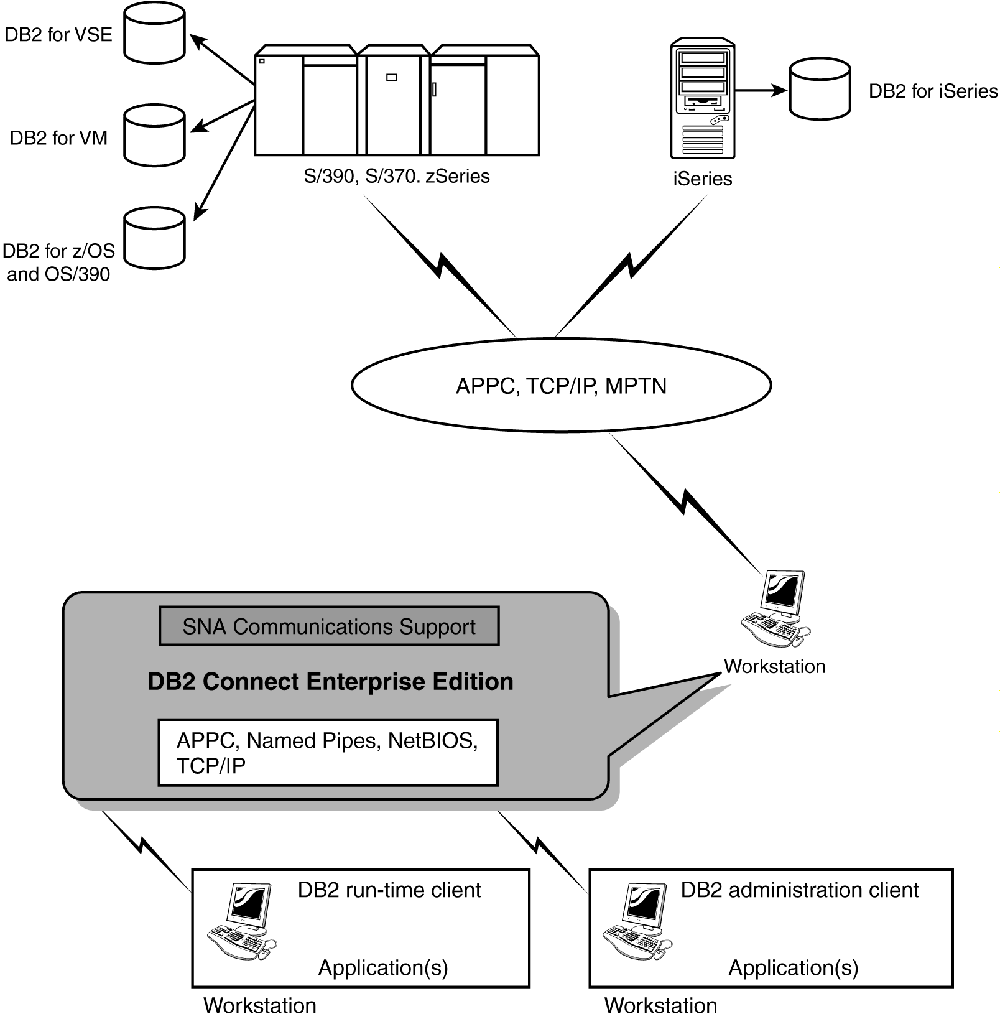 DB2 for VSE
DB2 for VM
DB2 for z/OS
and OS/390
S/390, S/370. zSeries
iSeries
DB2 for iSeries
APPC, TCP/IP, MPTN
Workstation
SNA Communications Support
DB2 Connect Enterprise Edition
APPC, Named Pipes, NetBIOS,
TCP/IP
DB2 run-time client
Application(s)
Workstation
DB2 administration client
Application(s)
Workstation